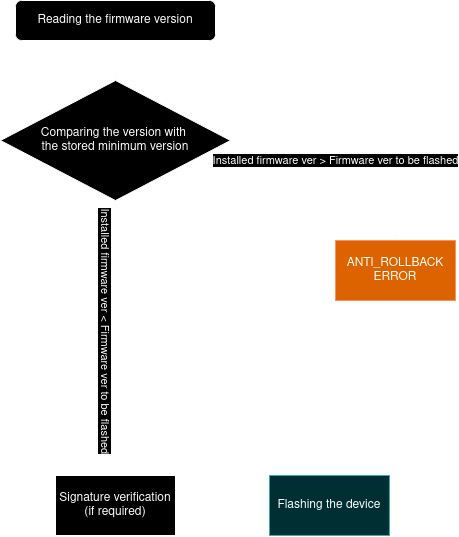 Reading the firmware version
Comparing the version with
the stored minimum version
Installed firmware ver > Firmware ver to be flashed
ANTI_ROLLBACK
ERROR
Installed firmware ver < Firmware ver to be flashed
Signature verification
(if required)
Flashing the device